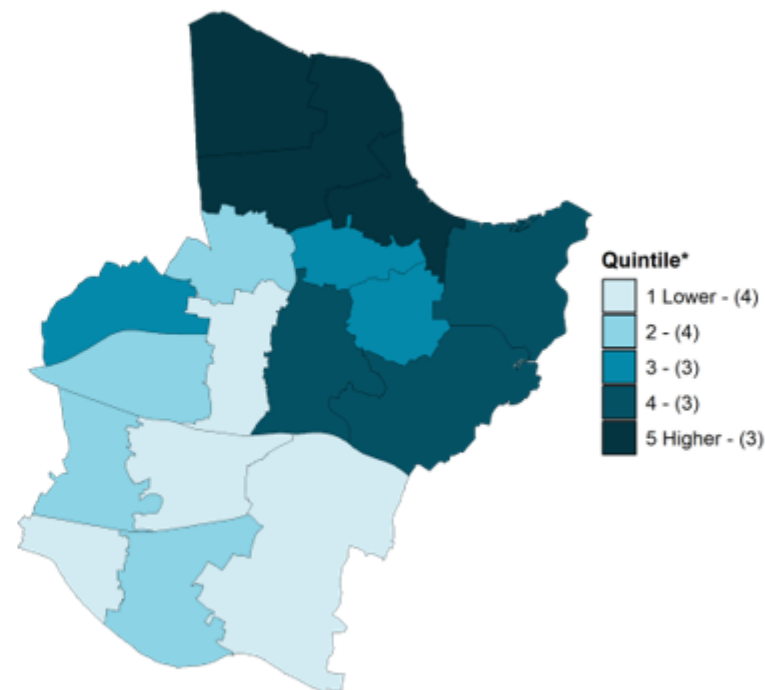 Quintile*
1 Lower - (4)
2 - (4)
3 - (3)
4 - (3)
5 Higher - (3)